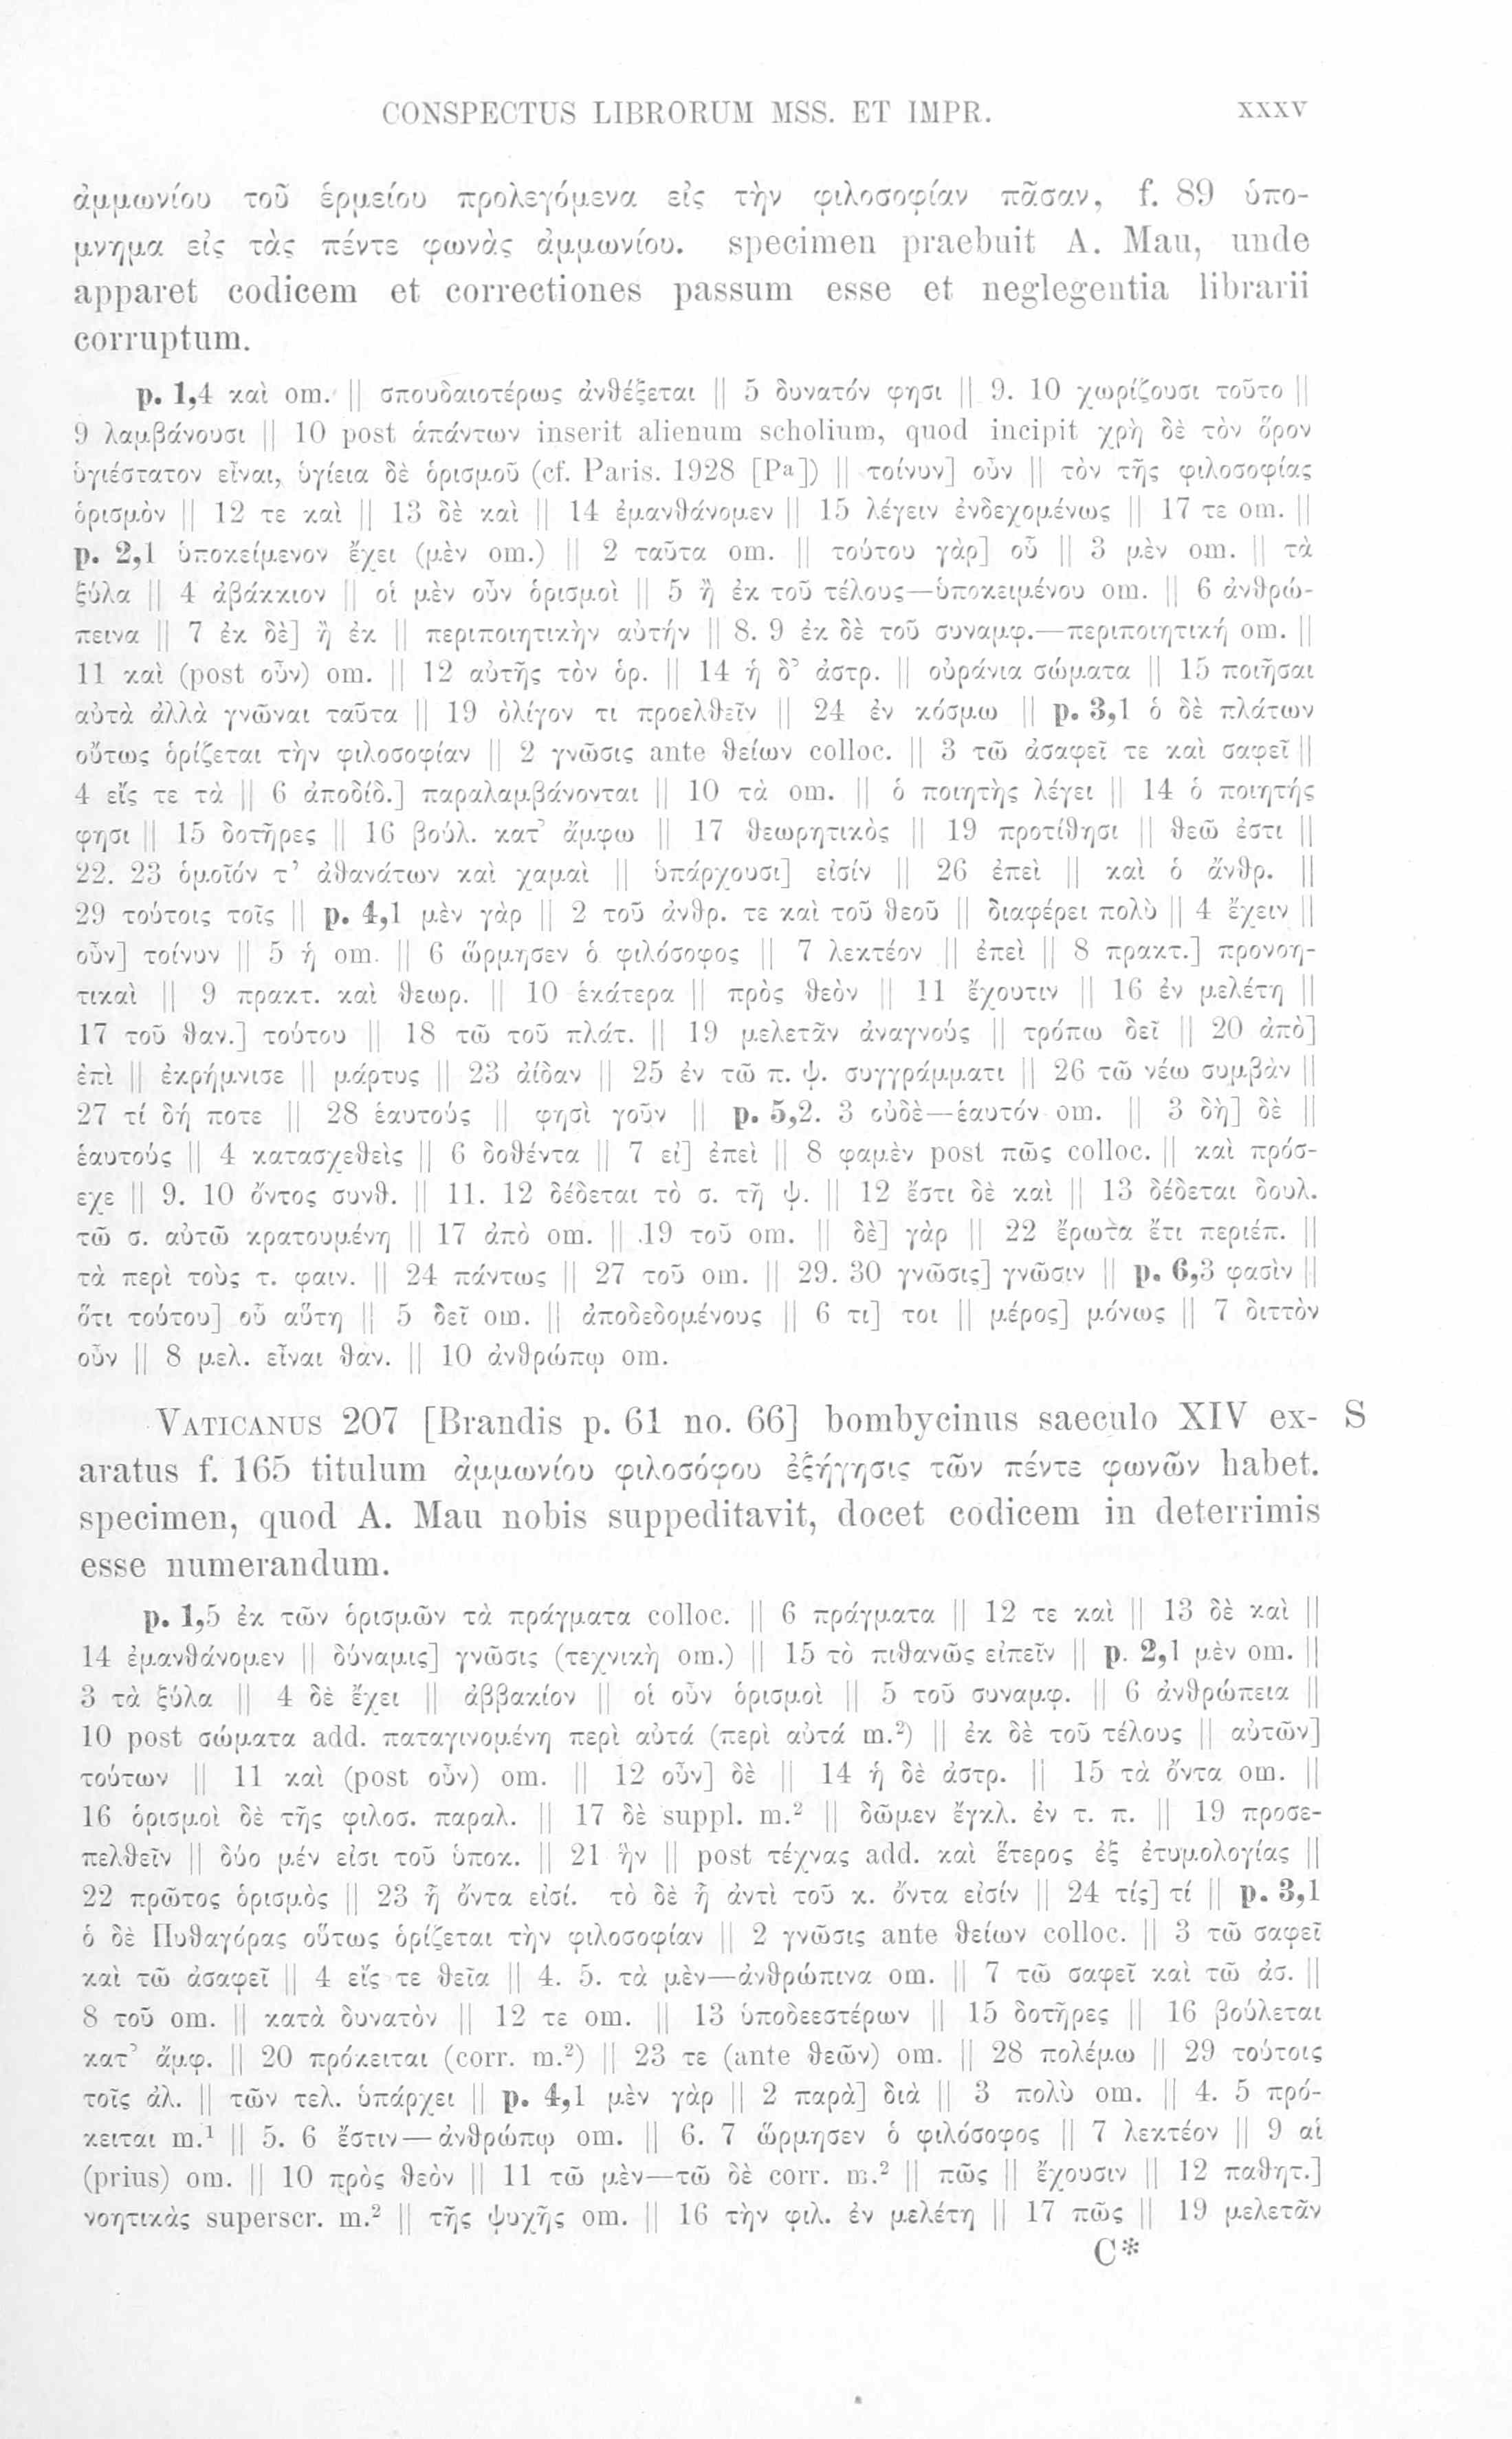 CONSPECTUS LIBRORUM MSS. ET IMPR. XXXV
ἀμμωνίου τοῦ ἑρμείου προλεγόμενα εἰς τὴν φιλοσοφίαν πᾶσαν, f. 89 ὑπο-
μνημα εἰς τὰς πέντε φωνὰς ἀμμωνίου. specimen praebuit A. Mau, unde
apparet codicem et correctiones passum esse et neglegentia librarii
corruptum.
p. 1,4 καὶ om. || σπουδαιοτέρως ἀνθέξεται || 5 δυνατόν φησι || 9. 10 χωρίζουσι τοῦτο ||
9 λαμβάνουσι || 10 post ἁπάντων inserit alienum scholium, quod incipit χρὴ δὲ τὸν ὅρον
ὑγιέστατον εἶναι, ὑγίεια δὲ ὁρισμοῦ (cf. Paris. 1928 [Pa]) || τοίνυν] οὖν || τὸν τῆς φιλοσοφίας
ὁρισμὸν || 12 τε καὶ || 13 δὲ καὶ || 14 ἐμανθάνομεν || 15 λέγειν ἐνδεχομένως || 17 τε om. ||
p. 2,1 ὑποκείμενον ἔχει (μὲν om.) || 2 ταῦτα om. || τούτου γὰρ] οὗ || 3 μὲν om. || τὰ
ξύλα || 4 ἀβάκκιον || οἱ μὲν οὖν ὁρισμοὶ || 5 ἢ ἐκ τοῦ τέλους—ὑποκειμένου om. || 6 ἀνθρώ-
πεινα || 7 ἐκ δὲ] ἢ ἐκ || περιποιητικὴν αὐτήν || 8. 9 ἐκ δὲ τοῦ συναμφ.—περιποιητική om. ||
11 καὶ (post οὖν) om. || 12 αὐτῆς τὸν ὁρ. || 14 ἡ δ’ ἀστρ. || οὐράνια σώματα || 15 ποιῆσαι
αὐτὰ ἀλλὰ γνῶναι ταῦτα || 19 ὀλίγον τι προελθεῖν || 24 ἐν κόσμω || p. 3,1 ὁ δὲ πλάτων
οὕτως ὁρίζεται τὴν φιλοσοφίαν || 2 γνῶσις ante θείων colloc. || 3 τῶ ἀσαφεῖ τε καὶ σαφεῖ ||
4 εἴς τε τὰ || 6 ἀποδίδ.] παραλαμβάνονται || 10 τὰ om. || ὁ ποιητὴς λέγει || 14 ὁ ποιητής
φησι || 15 δοτῆρες || 16 βούλ. κατ’ ἄμφω || 17 θεωρητικὸς || 19 προτίθησι || θεῶ ἐστι ||
22. 23 ὁμοῖόν τ’ ἀθανάτων καὶ χαμαὶ || ὑπάρχουσι] εἰσίν || 26 ἐπεὶ || καὶ ὁ ἄνθρ. ||
29 τούτοις τοῖς || p. 4,1 μὲν γὰρ || 2 τοῦ ἀνθρ. τε καὶ τοῦ θεοῦ || διαφέρει πολὺ || 4 ἔχειν ||
οὖν] τοίνυν || 5 ἡ om. || 6 ὥρμησεν ὁ φιλόσοφος || 7 λεκτέον || ἐπεὶ || 8 πρακτ.] προνοη-
τικαὶ || 9 πρακτ. καὶ θεωρ. || 10 ἑκάτερα || πρὸς θεὸν || 11 ἔχουτιν || 16 ἐν μελέτη ||
17 τοῦ θαν.] τούτου || 18 τῶ τοῦ πλάτ. || 19 μελετᾶν ἀναγνούς || τρόπω δεῖ || 20 ἀπὸ]
ἐπὶ || ἐκρήμνισε || μάρτυς || 23 ἀίδαν || 25 ἐν τῶ π. ψ. συγγράμματι || 26 τῶ νέω συμβὰν ||
27 τί δή ποτε || 28 ἑαυτούς || φησὶ γοῦν || p. 5,2. 3 οὐδὲ—ἑαυτόν om. || 3 δὴ] δὲ ||
ἑαυτούς || 4 κατασχεθεὶς || 6 δοθέντα || 7 εἰ] ἐπεὶ || 8 φαμὲν post πῶς colloc. || καὶ πρόσ-
εχε || 9. 10 ὄντος συνθ. || 11. 12 δέδεται τὸ σ. τῆ ψ. || 12 ἔστι δὲ καὶ || 13 δέδεται δουλ.
τῶ σ. αὐτῶ κρατουμένη || 17 ἀπὸ om. || 19 τοῦ om. || δὲ] γὰρ || 22 ἔρωτα ἔτι περιέπ. ||
τὰ περὶ τοὺς τ. φαιν. || 24 πάντως || 27 τοῦ om. || 29. 30 γνῶσις] γνῶσιν || p. 6,3 φασὶν ||
ὅτι τούτου] οὗ αὕτη || 5 δεῖ om. || ἀποδεδομένους || 6 τι] τοι || μέρος] μόνως || 7 διττὸν
οὖν || 8 μελ. εἶναι θαν. || 10 ἀνθρώπῳ om.
VATICANUS 207 [Brandis p. 61 no. 66] bombycinus saeculo XIV ex- S
aratus f. 165 titulum ἀμμωνίου φιλοσόφου ἐξήγησις τῶν πέντε φωνῶν habet.
specimen, quod A. Mau nobis suppeditavit, docet codicem in deterrimis
esse numerandum.
p. 1,5 ἐκ τῶν ὁρισμῶν τὰ πράγματα colloc. || 6 πράγματα || 12 τε καὶ || 13 δὲ καὶ ||
14 ἐμανθάνομεν || δύναμις] γνῶσις (τεχνικὴ om.) || 15 τὸ πιθανῶς εἰπεῖν || p. 2,1 μὲν om. ||
3 τὰ ξύλα || 4 δὲ ἔχει || ἀββακίον || οἱ οὖν ὁρισμοὶ || 5 τοῦ συναμφ. || 6 ἀνθρώπεια ||
10 post σώματα add. παταγινομένη περὶ αὐτά (περὶ αὐτά m.²) || ἐκ δὲ τοῦ τέλους || αὐτῶν]
τούτων || 11 καὶ (post οὖν) om. || 12 οὖν] δὲ || 14 ἡ δὲ ἀστρ. || 15 τὰ ὄντα om. ||
16 ὁρισμοὶ δὲ τῆς φιλοσ. παραλ. || 17 δὲ suppl. m.² || δῶμεν ἔγκλ. ἐν τ. π. || 19 προσε-
πελθεῖν || δύο μέν εἰσι τοῦ ὑποκ. || 21 ἣν || post τέχνας add. καὶ ἕτερος ἐξ ἐτυμολογίας ||
22 πρῶτος ὁρισμὸς || 23 ἧ ὄντα εἰσί. τὸ δὲ ἧ ἀντὶ τοῦ κ. ὄντα εἰσίν || 24 τίς] τί || p. 3,1
ὁ δὲ Πυθαγόρας οὕτως ὁρίζεται τὴν φιλοσοφίαν || 2 γνῶσις ante θείων colloc. || 3 τῶ σαφεῖ
καὶ τῶ ἀσαφεῖ || 4 εἴς τε θεῖα || 4. 5. τὰ μὲν—ἀνθρώπινα om. || 7 τῶ σαφεῖ καὶ τῶ ἀσ. ||
8 τοῦ om. || κατὰ δυνατὸν || 12 τε om. || 13 ὑποδεεστέρων || 15 δοτῆρες || 16 βούλεται
κατ’ ἄμφ. || 20 πρόκειται (corr. m.²) || 23 τε (ante θεῶν) om. || 28 πολέμω || 29 τούτοις
τοῖς ἀλ. || τῶν τελ. ὑπάρχει || p. 4,1 μὲν γὰρ || 2 παρὰ] διὰ || 3 πολὺ om. || 4. 5 πρό-
κειται m.¹ || 5. 6 ἔστιν—ἀνθρώπῳ om. || 6. 7 ὥρμησεν ὁ φιλόσοφος || 7 λεκτέον || 9 αἱ
(prius) om. || 10 πρὸς θεὸν || 11 τῶ μὲν—τῶ δὲ corr. m.² || πῶς || ἔχουσιν || 12 παθητ.]
νοητικὰς superscr. m.² || τῆς ψυχῆς om. || 16 τὴν φιλ. ἐν μελέτη || 17 πῶς || 19 μελετᾶν
C*